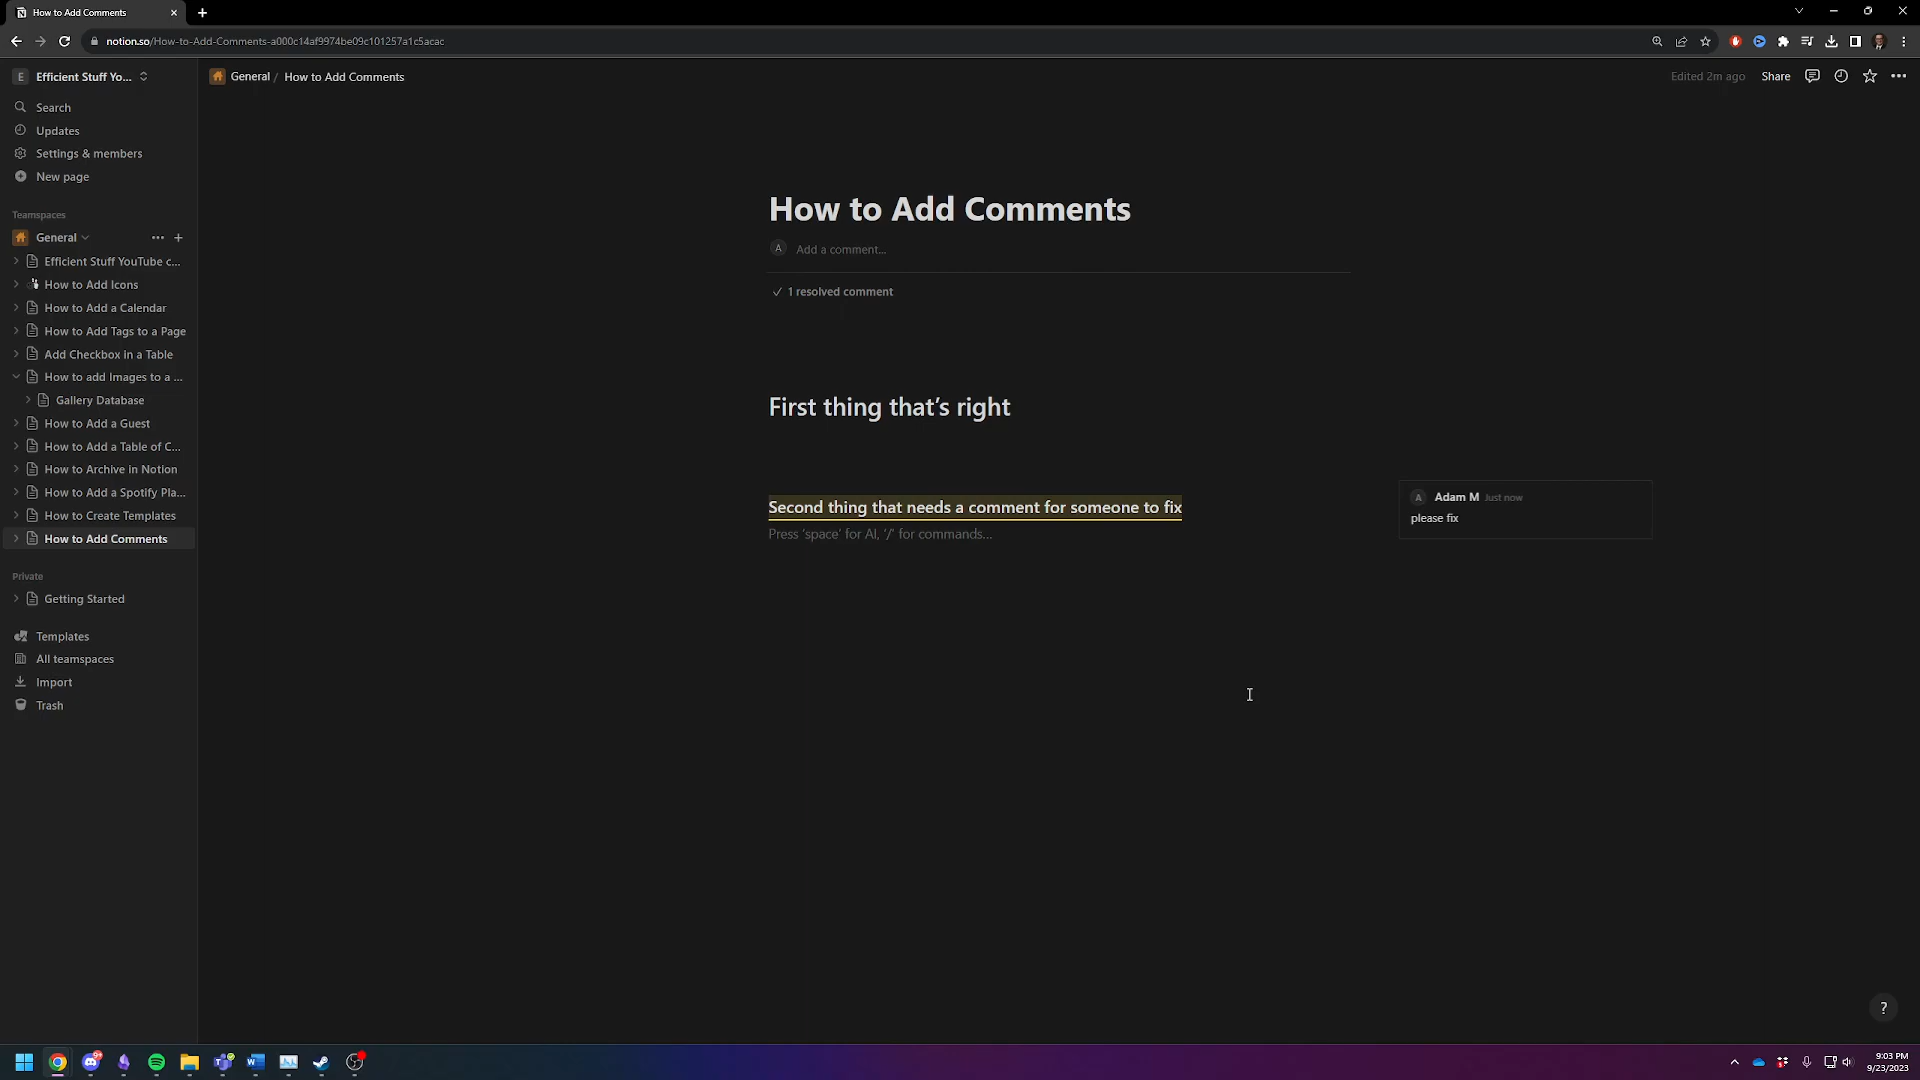 How to Add Comments
notion.so/How-to-Add-Comments-a000c14af9974be09c101257a1c5acac
E Efficient Stuff Yo...
General / How to Add Comments
Edited 2m ago Share
Search
Updates
Settings & members
New page
Teamspaces
General
Efficient Stuff YouTube c...
How to Add Icons
How to Add a Calendar
How to Add Tags to a Page
Add Checkbox in a Table
How to add Images to a ...
Gallery Database
How to Add a Guest
How to Add a Table of C...
How to Archive in Notion
How to Add a Spotify Pla...
How to Create Templates
How to Add Comments
Private
Getting Started
Templates
All teamspaces
Import
Trash
How to Add Comments
A Add a comment...
1 resolved comment
First thing that's right
Second thing that needs a comment for someone to fix
Press 'space' for AI, '/' for commands...
A Adam M Just now
please fix
?
9:03 PM
9/23/2023